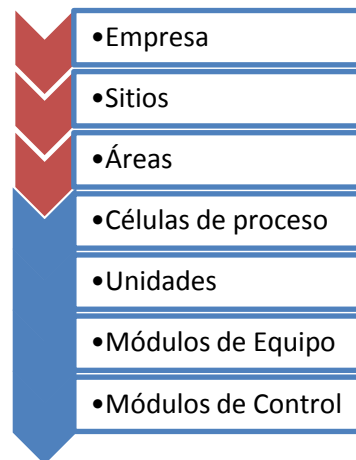 •Empresa
•Sitios
•Áreas
•Células de proceso
•Unidades
•Módulos de Equipo
•Módulos de Control